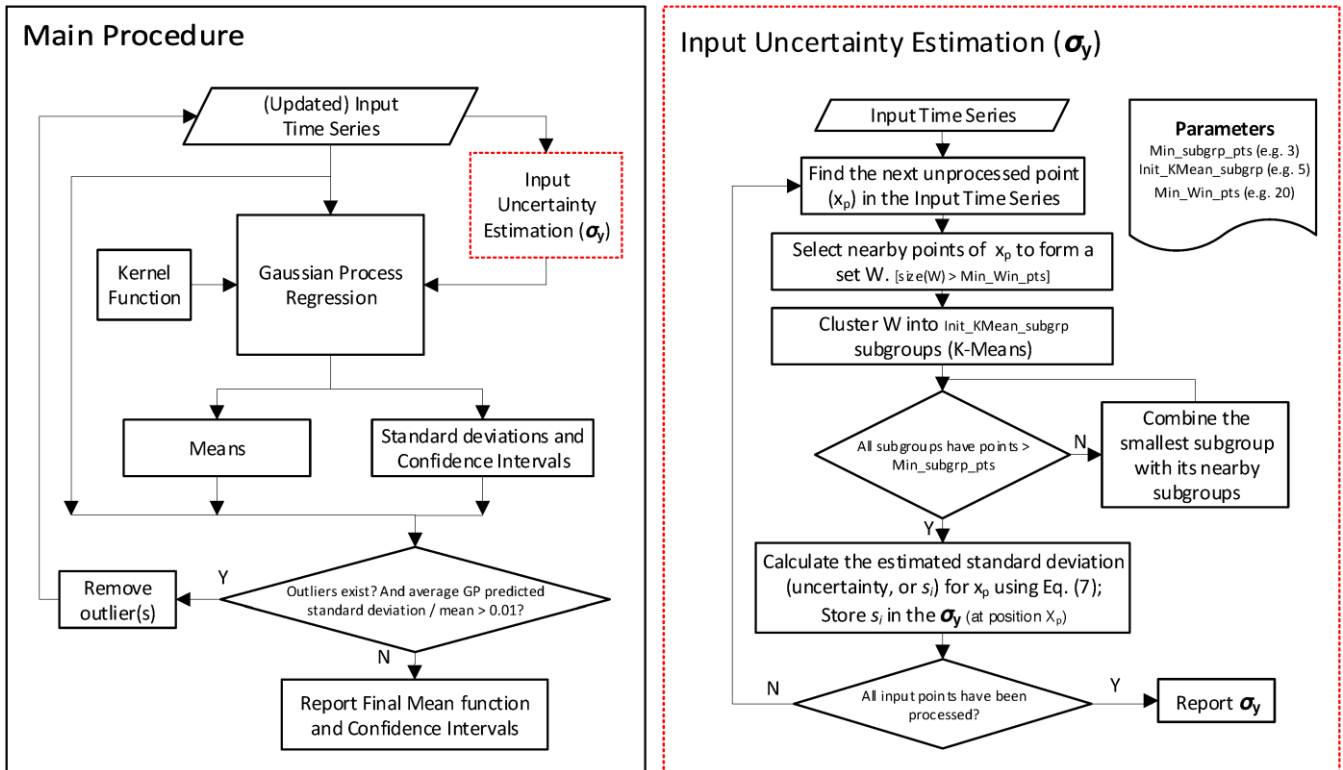 Main Procedure
(Updated) Input
Time Series
Input
Uncertainty
Estimation (σy)
Kernel
Function
Gaussian Process
Regression
Means
Standard deviations and
Confidence Intervals
Outliers exist? And average GP predicted
standard deviation / mean > 0.01?
Y
Remove
outlier(s)
N
Report Final Mean function
and Confidence Intervals
Input Uncertainty Estimation (σy)
Input Time Series
Parameters
Min_subgrp_pts (e.g. 3)
Init_KMean_subgrp (e.g. 5)
Min_Win_pts (e.g. 20)
Find the next unprocessed point
(xp) in the Input Time Series
Select nearby points of xp to form a
set W. [size(W) > Min_Win_pts]
Cluster W into Init_KMean_subgrp
subgroups (K-Means)
All subgroups have points >
Min_subgrp_pts
N
Combine the
smallest subgroup
with its nearby
subgroups
Y
Calculate the estimated standard deviation
(uncertainty, or si) for xp using Eq. (7);
Store si in the σy (at position Xp)
All input points have been
processed?
N
Y
Report σy